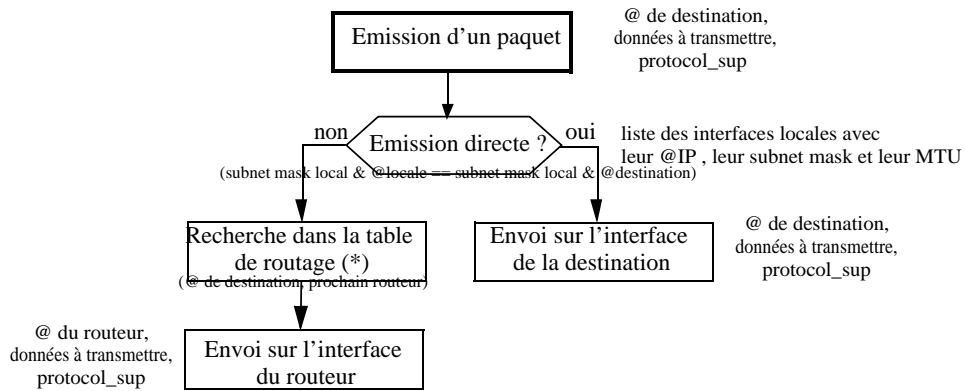 Emission d’un paquet
@ de destination,
données à transmettre,
protocol_sup
non
Emission directe ?
oui
liste des interfaces locales avec
leur @IP , leur subnet mask et leur MTU
(subnet mask local & @locale == subnet mask local & @destination)
Recherche dans la table
de routage (*)
(@ de destination, prochain routeur)
Envoi sur l’interface
de la destination
@ de destination,
données à transmettre,
protocol_sup
@ du routeur,
données à transmettre,
protocol_sup
Envoi sur l’interface
du routeur